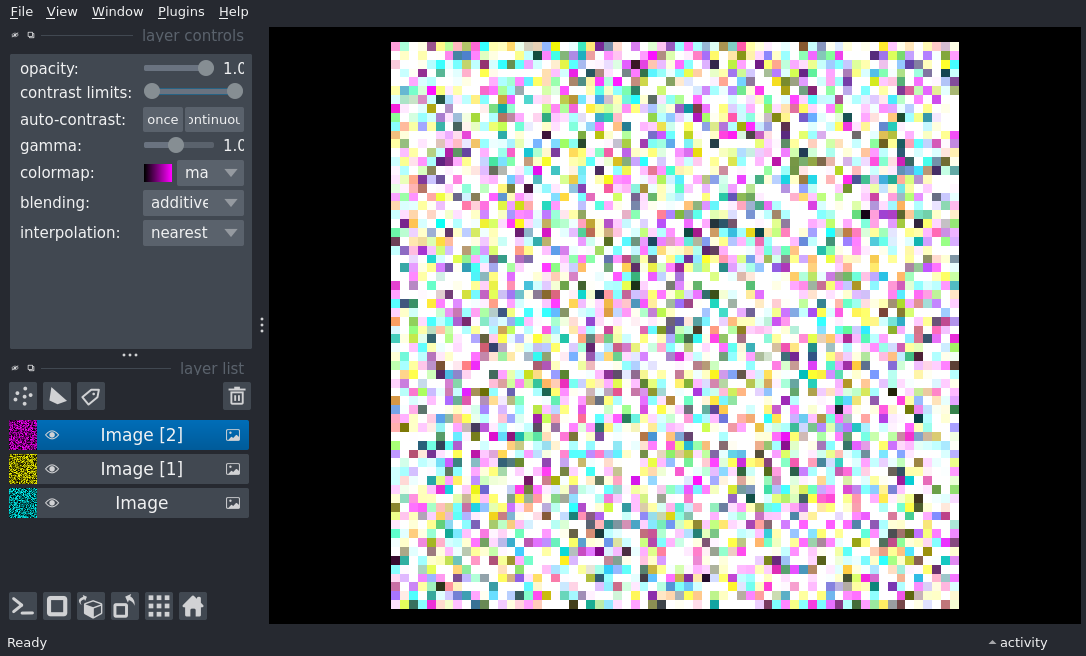 File View Window Plugins Help
layer controls
opacity: 1.0
contrast limits:
auto-contrast: once ontinuou
gamma: 1.0
colormap: ma
blending: additive
interpolation: nearest
layer list
Image [2]
Image [1]
Image
Ready activity